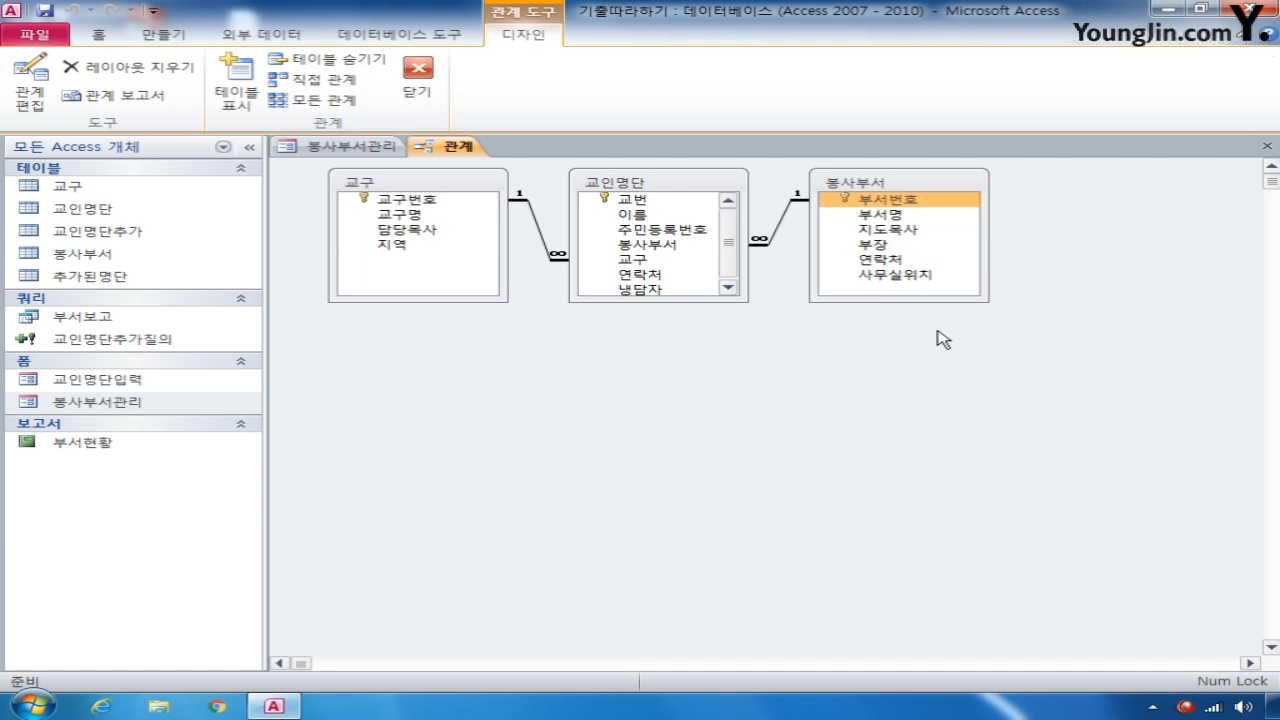 관계 도구
기출따라하기 : 데이터베이스 (Access 2007 - 2010) - Microsoft Access
YoungJin.com Y.
파일 홈 만들기 외부 데이터 데이터베이스 도구 디자인
관계 편집
레이아웃 지우기
관계 보고서
도구
테이블 표시
테이블 숨기기
직접 관계
모든 관계
닫기
관계
모든 Access 개체
테이블
교구
교인명단
교인명단추가
봉사부서
추가된명단
쿼리
부서보고
교인명단추가질의
폼
교인명단입력
봉사부서관리
보고서
부서현황
봉사부서관리
관계
교구
교구번호
교구명
담당목사
지역
1
∞
교인명단
교번
이름
주민등록번호
봉사부서
교구
연락처
냉담자
∞
1
봉사부서
부서번호
부서명
지도목사
부장
연락처
사무실위치
준비
Num Lock